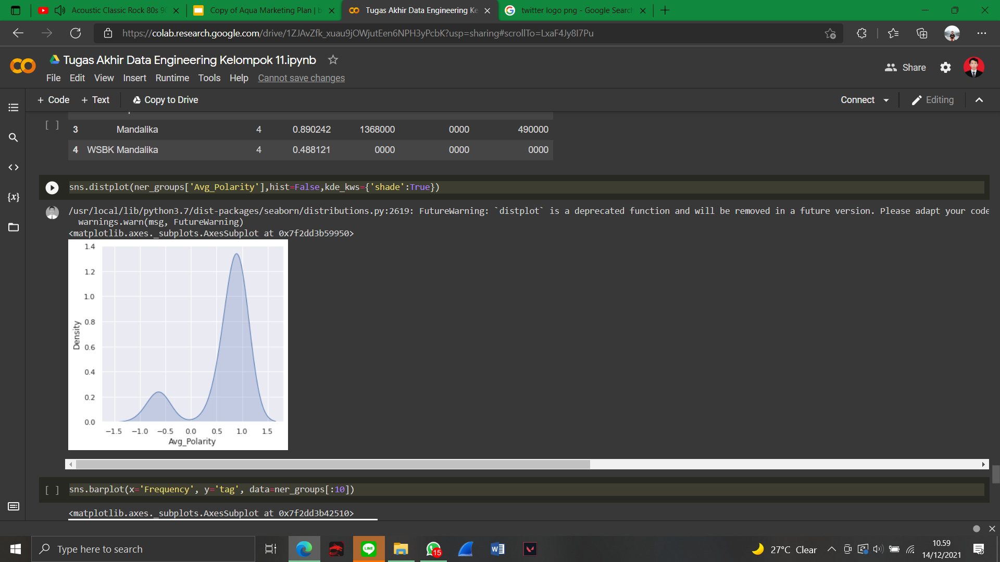 Acoustic Classic Rock 80s 9
Copy of Aqua Marketing Plan | b
Tugas Akhir Data Engineering Ke
twitter logo png - Google Search
https://colab.research.google.com/drive/1ZJAvZfk_xuau9jOWjutEen6NPH3yPcbK?usp=sharing#scrollTo=LxaF4Jy8I7Pu
Tugas Akhir Data Engineering Kelompok 11.ipynb
Share
File Edit View Insert Runtime Tools Help Cannot save changes
+ Code + Text Copy to Drive Connect Editing
[ ]
3 Mandalika 4 0.890242 1368000 0000 490000
4 WSBK Mandalika 4 0.488121 0000 0000 0000
sns.distplot(ner_groups['Avg_Polarity'],hist=False,kde_kws={'shade':True})
/usr/local/lib/python3.7/dist-packages/seaborn/distributions.py:2619: FutureWarning: `distplot` is a deprecated function and will be removed in a future version. Please adapt your code
warnings.warn(msg, FutureWarning)
<matplotlib.axes._subplots.AxesSubplot at 0x7f2dd3b59950>
1.4
1.2
1.0
0.8
0.6
0.4
0.2
0.0
Density
−1.5 −1.0 −0.5 0.0 0.5 1.0 1.5
Avg_Polarity
[ ] sns.barplot(x='Frequency', y='tag', data=ner_groups[:10])
<matplotlib.axes._subplots.AxesSubplot at 0x7f2dd3b42510>
Type here to search
LINE
15
27°C Clear
10.59
14/12/2021